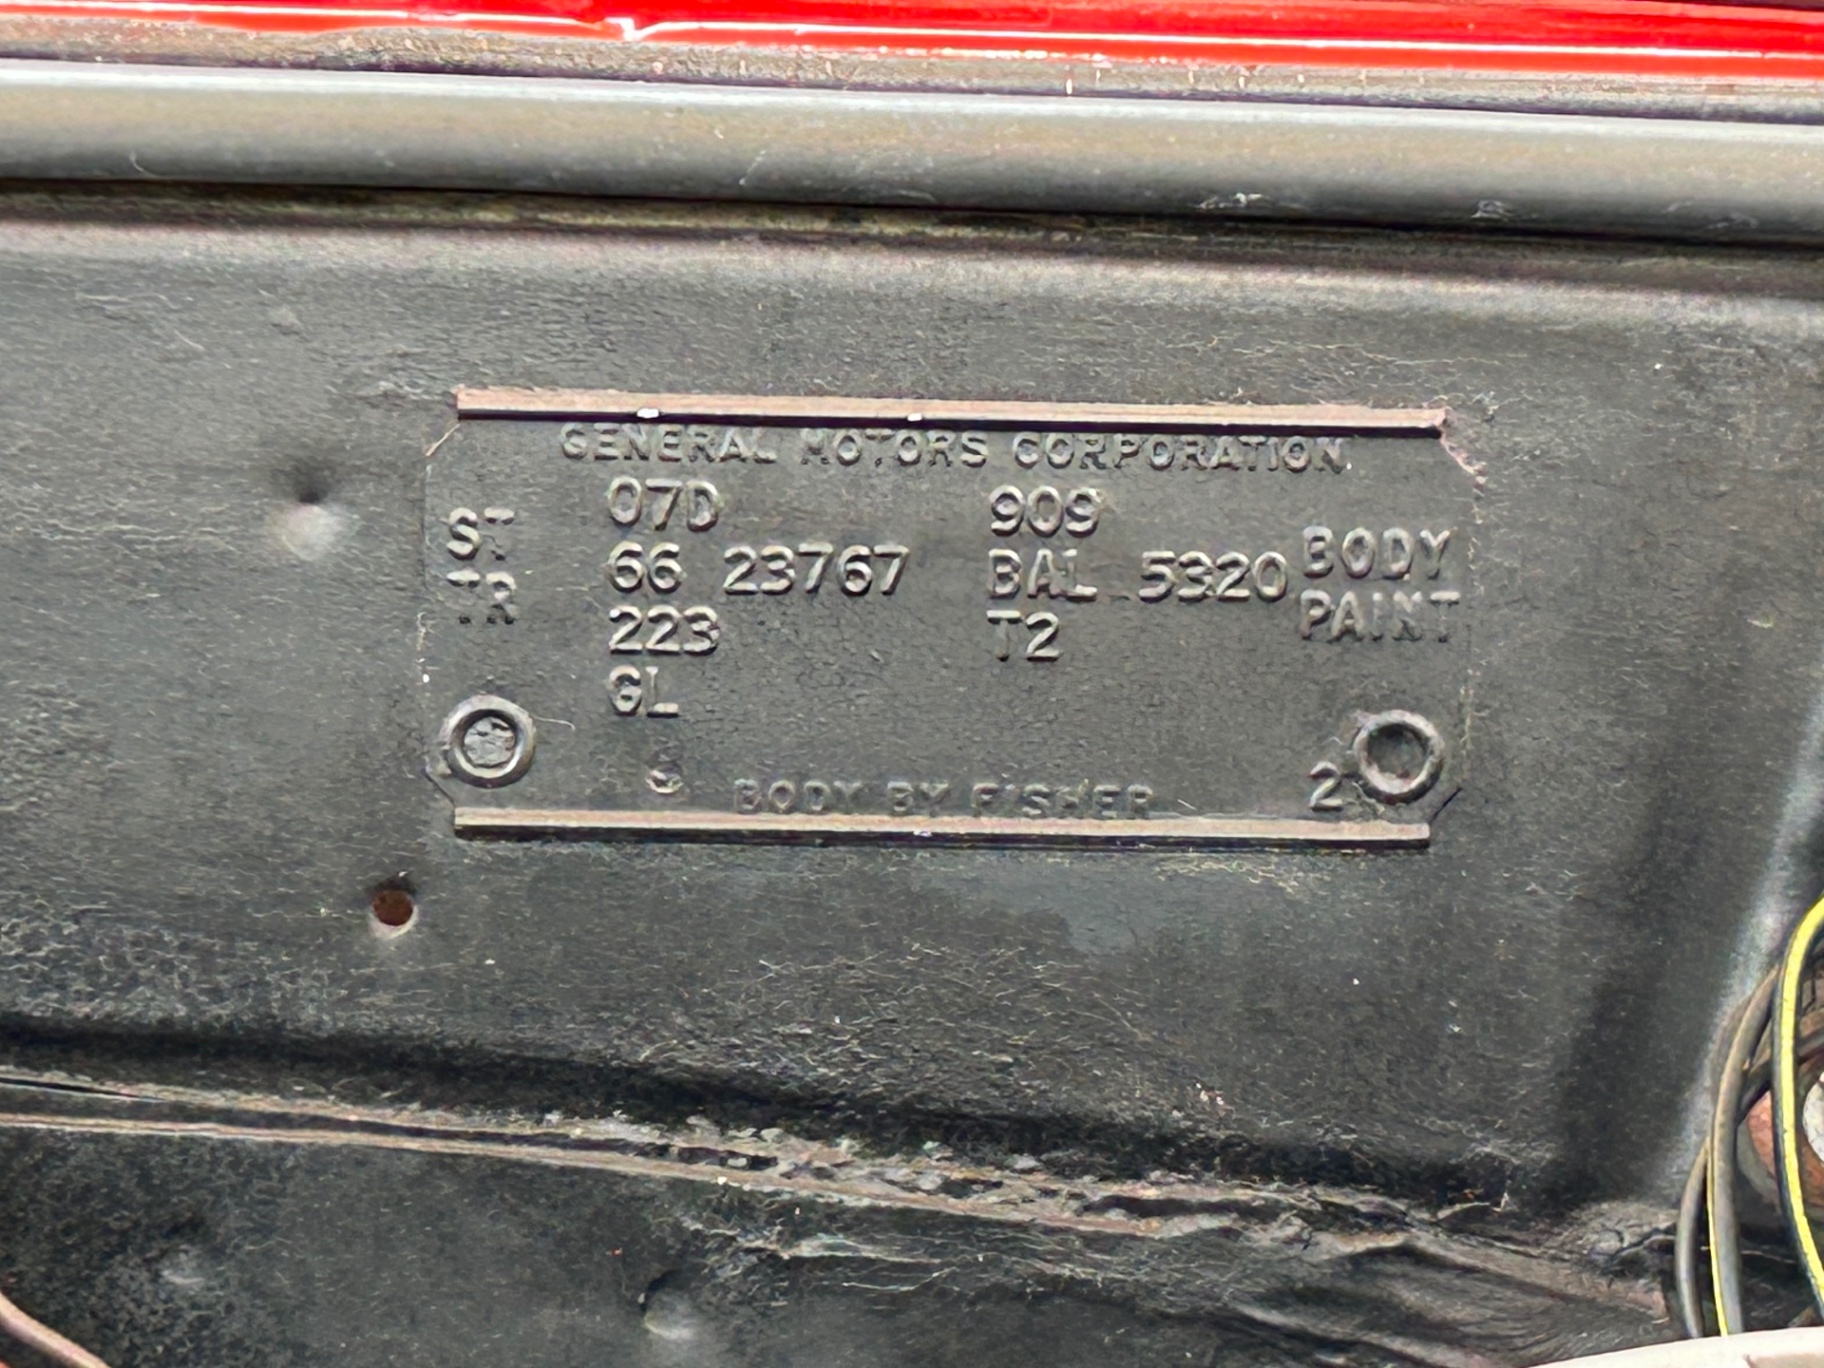 GENERAL MOTORS CORPORATION
07D 909
ST 66 23767 BAL 5320 BODY
TR 223 T2 PAINT
GL
BODY BY FISHER 2